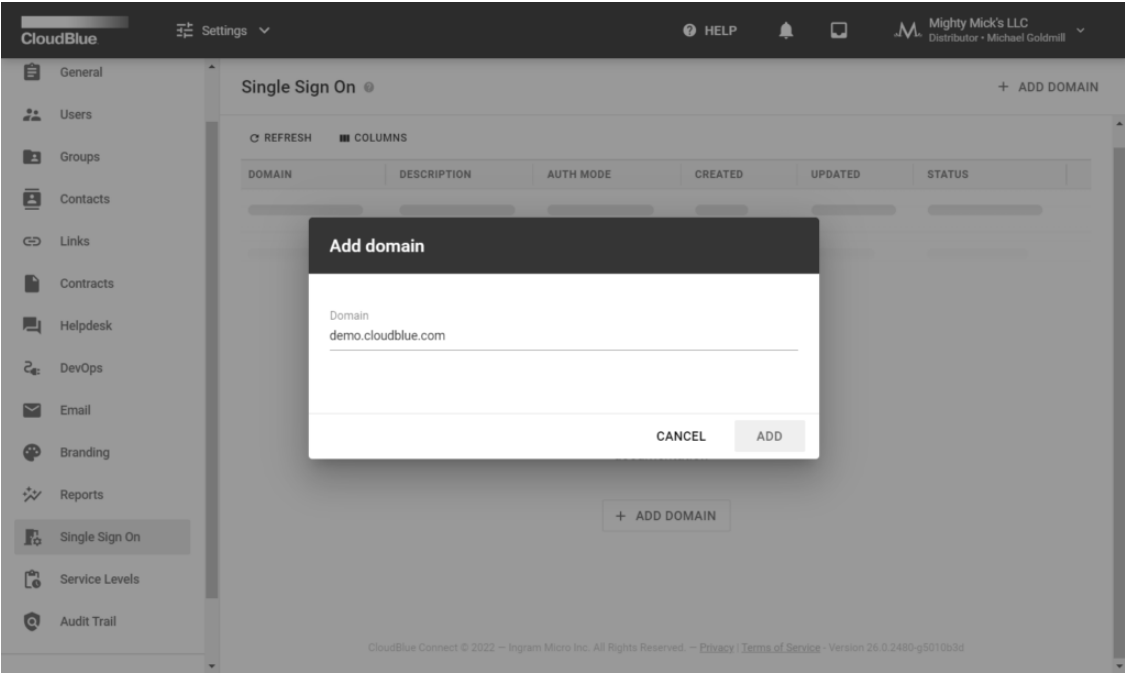 CloudBlue
Settings
HELP
Mighty Mick's LLC
Distributor • Michael Goldmill
General
Users
Groups
Contacts
Links
Contracts
Helpdesk
DevOps
Email
Branding
Reports
Single Sign On
Service Levels
Audit Trail
Single Sign On
+ ADD DOMAIN
REFRESH
COLUMNS
DOMAIN DESCRIPTION AUTH MODE CREATED UPDATED STATUS
Add domain
Domain
demo.cloudblue.com
CANCEL ADD
+ ADD DOMAIN
CloudBlue Connect © 2022 — Ingram Micro Inc. All Rights Reserved. — Privacy | Terms of Service - Version 26.0.2480-g5010b3d